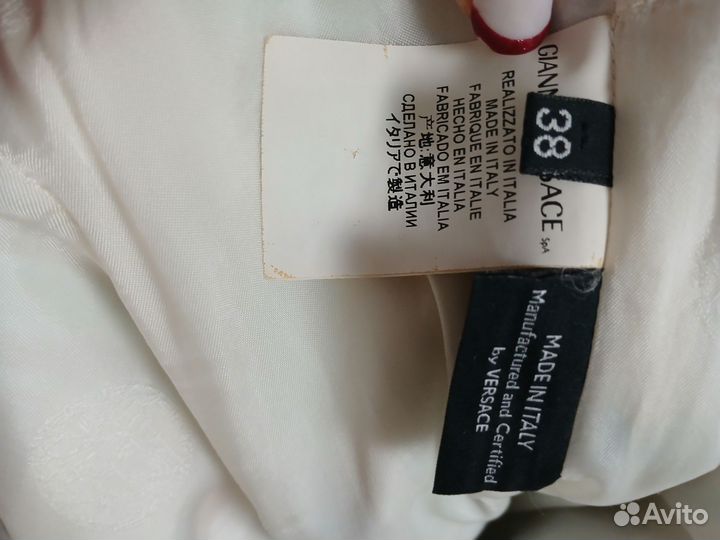 GIANN
SACE SpA
38
REALIZZATO IN ITALIA
MADE IN ITALY
FABRIQUE EN ITALIE
HECHO EN ITALIA
FABRICADO EM ITALIA
产地:意大利
СДЕЛАНО В ИТАЛИИ
イタリアで製造
MADE IN ITALY
Manufactured and Certified
by VERSACE
Avito